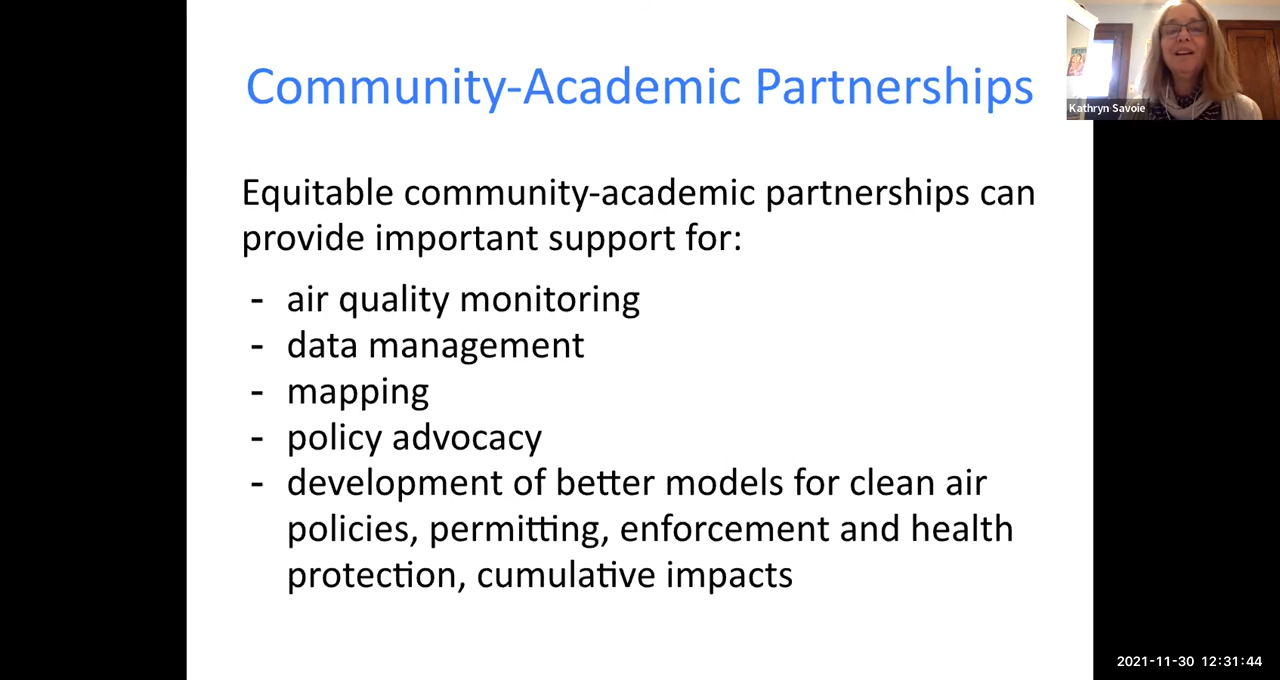 Community-Academic Partnerships
Kathryn Savoie
Equitable community-academic partnerships can
provide important support for:
- air quality monitoring
- data management
- mapping
- policy advocacy
- development of better models for clean air
policies, permitting, enforcement and health
protection, cumulative impacts
2021-11-30 12:31:44